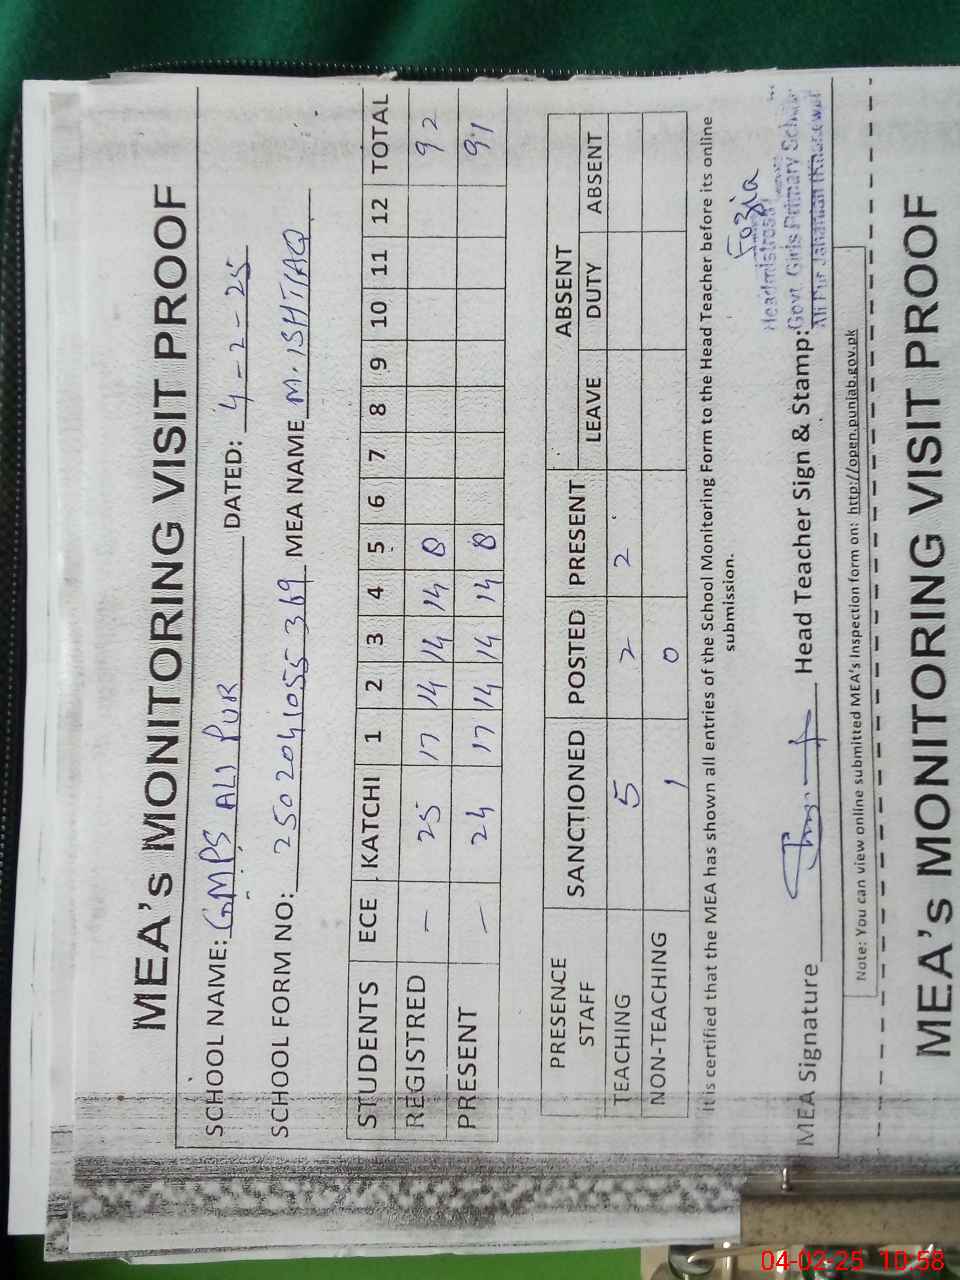 MEA's MONITORING VISIT PROOF
SCHOOL NAME: GMPS ALI PUR DATED: 4-2-25
SCHOOL FORM NO: 2502041055369 MEA NAME M. ISHTIAQ
STUDENTS ECE KATCHI 1 2 3 4 5 6 7 8 9 10 11 12 TOTAL
REGISTRED - 25 17 14 14 14 8 92
PRESENT - 24 17 14 14 14 8 91
PRESENCE STAFF SANCTIONED POSTED PRESENT ABSENT
LEAVE DUTY ABSENT
TEACHING 5 2 2
NON-TEACHING 1 0
It is certified that the MEA has shown all entries of the School Monitoring Form to the Head Teacher before its online
submission.
Fozia
Headmistress
Govt. Girls Primary School
Ali Pur Jahanian (Khanewal
MEA Signature Head Teacher Sign & Stamp:
Note: You can view online submitted MEA's Inspection form on: http://open.punjab.gov.pk
MEA's MONITORING VISIT PROOF
04-02-25 10:58